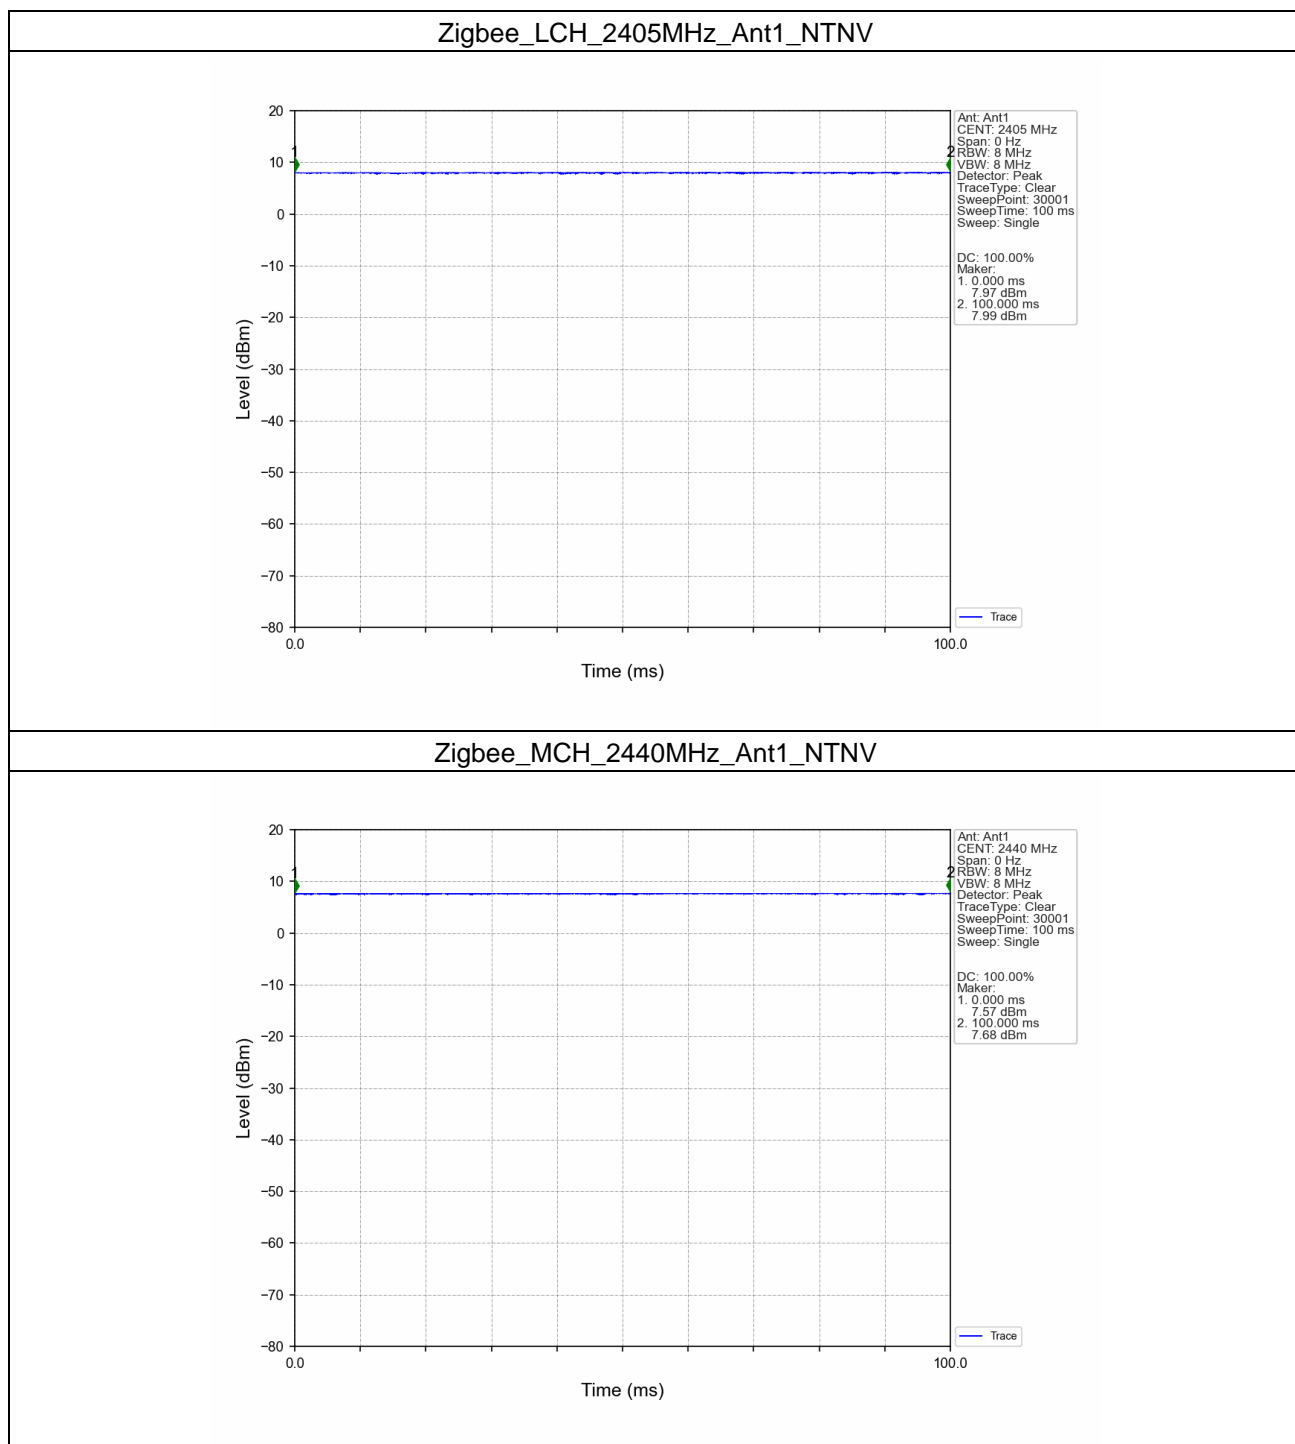 Zigbee_LCH_2405MHz_Ant1_NTNV
20
10
0
−10
−20
−30
−40
−50
−60
−70
−80
Level (dBm)
1
2
0.0
100.0
Time (ms)
Ant: Ant1
CENT: 2405 MHz
Span: 0 Hz
RBW: 8 MHz
VBW: 8 MHz
Detector: Peak
TraceType: Clear
SweepPoint: 30001
SweepTime: 100 ms
Sweep: Single
DC: 100.00%
Maker:
1. 0.000 ms
7.97 dBm
2. 100.000 ms
7.99 dBm
Trace
Zigbee_MCH_2440MHz_Ant1_NTNV
20
10
0
−10
−20
−30
−40
−50
−60
−70
−80
Level (dBm)
1
2
0.0
100.0
Time (ms)
Ant: Ant1
CENT: 2440 MHz
Span: 0 Hz
RBW: 8 MHz
VBW: 8 MHz
Detector: Peak
TraceType: Clear
SweepPoint: 30001
SweepTime: 100 ms
Sweep: Single
DC: 100.00%
Maker:
1. 0.000 ms
7.57 dBm
2. 100.000 ms
7.68 dBm
Trace